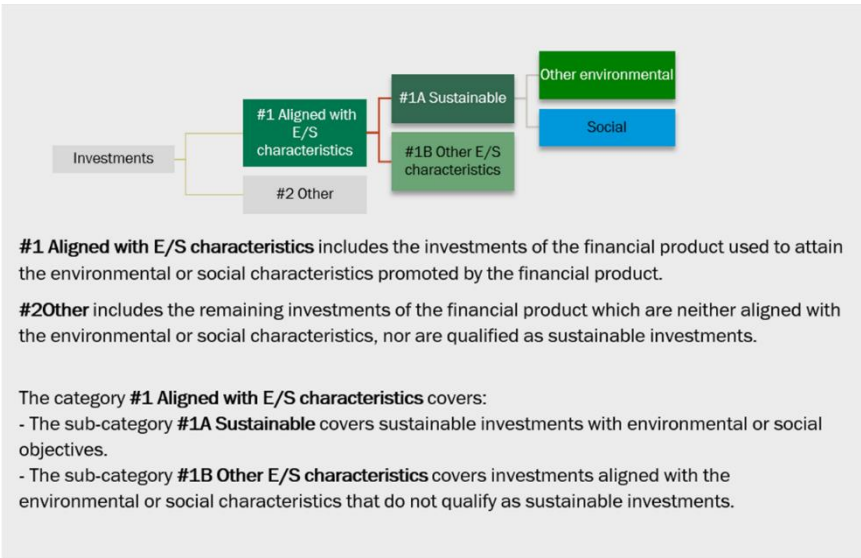 Other environmental
#1A Sustainable
#1 Aligned with
E/S
characteristics
Social
Investments
#1B Other E/S
characteristics
#2 Other
#1 Aligned with E/S characteristics includes the investments of the financial product used to attain
the environmental or social characteristics promoted by the financial product.
#2Other includes the remaining investments of the financial product which are neither aligned with
the environmental or social characteristics, nor are qualified as sustainable investments.
The category #1 Aligned with E/S characteristics covers:
- The sub-category #1A Sustainable covers sustainable investments with environmental or social
objectives.
- The sub-category #1B Other E/S characteristics covers investments aligned with the
environmental or social characteristics that do not qualify as sustainable investments.